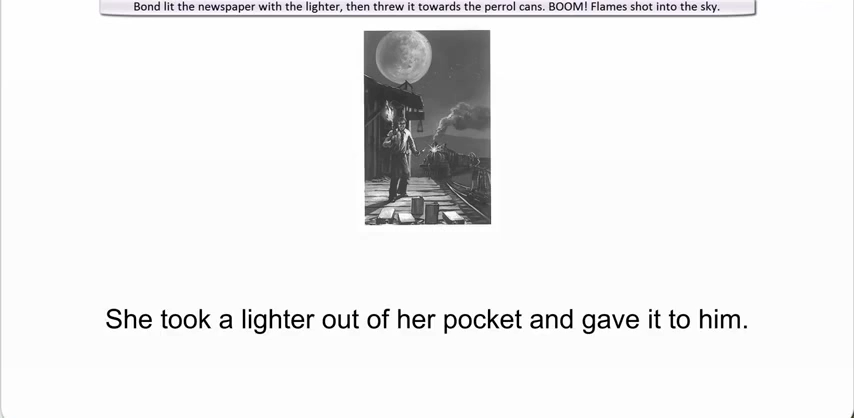 Bond lit the newspaper with the lighter, then threw it towards the perrol cans. BOOM! Flames shot into the sky.
She took a lighter out of her pocket and gave it to him.